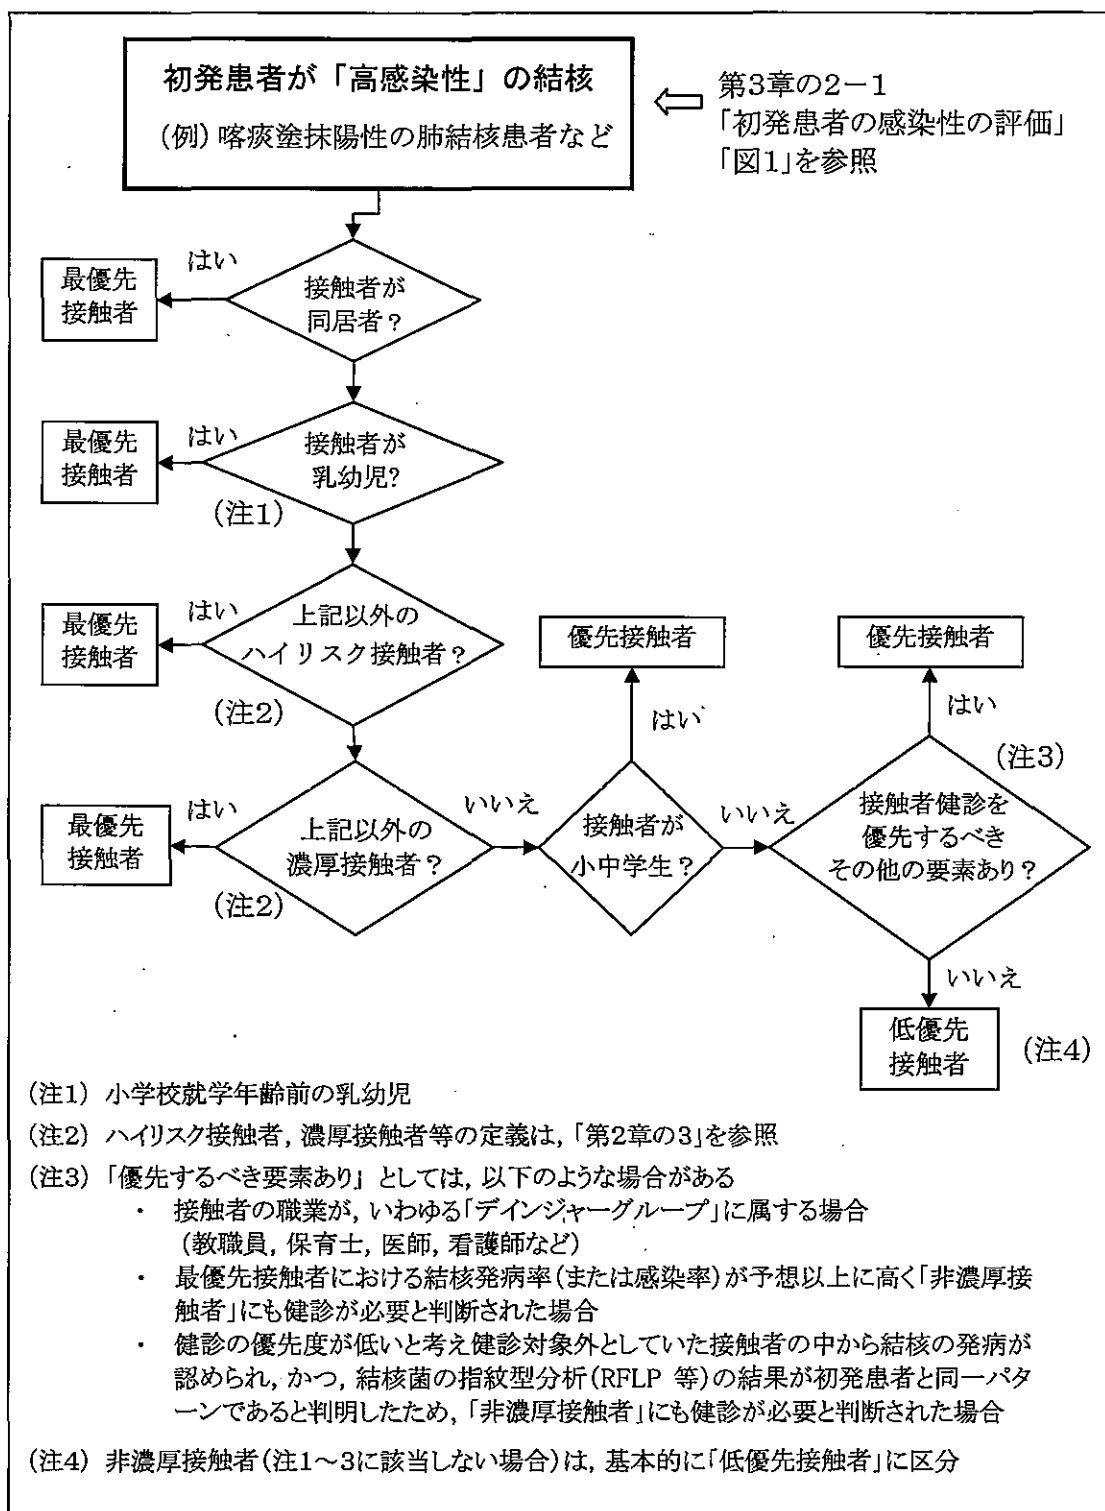 初発患者が「高感染性」の結核
(例) 喀痰塗抹陽性の肺結核患者など
第3章の2－1
「初発患者の感染性の評価」
「図1」を参照
接触者が
同居者？
はい
最優先
接触者
接触者が
乳幼児?
はい
最優先
接触者
(注1)
上記以外の
ハイリスク接触者？
はい
最優先
接触者
(注2)
上記以外の
濃厚接触者？
はい
最優先
接触者
(注2)
いいえ
接触者が
小中学生？
はい
優先接触者
いいえ
接触者健診を
優先するべき
その他の要素あり？
(注3)
はい
優先接触者
いいえ
低優先
接触者
(注4)
(注1) 小学校就学年齢前の乳幼児
(注2) ハイリスク接触者, 濃厚接触者等の定義は, 「第2章の3」を参照
(注3) 「優先するべき要素あり」としては, 以下のような場合がある
・ 接触者の職業が, いわゆる「デインジャーグループ」に属する場合
(教職員, 保育士, 医師, 看護師など)
・ 最優先接触者における結核発病率(または感染率)が予想以上に高く「非濃厚接
触者」にも健診が必要と判断された場合
・ 健診の優先度が低いと考え健診対象外としていた接触者の中から結核の発病が
認められ, かつ, 結核菌の指紋型分析(RFLP 等)の結果が初発患者と同一パタ
ーンであると判明したため, 「非濃厚接触者」にも健診が必要と判断された場合
(注4) 非濃厚接触者(注1～3に該当しない場合)は, 基本的に「低優先接触者」に区分